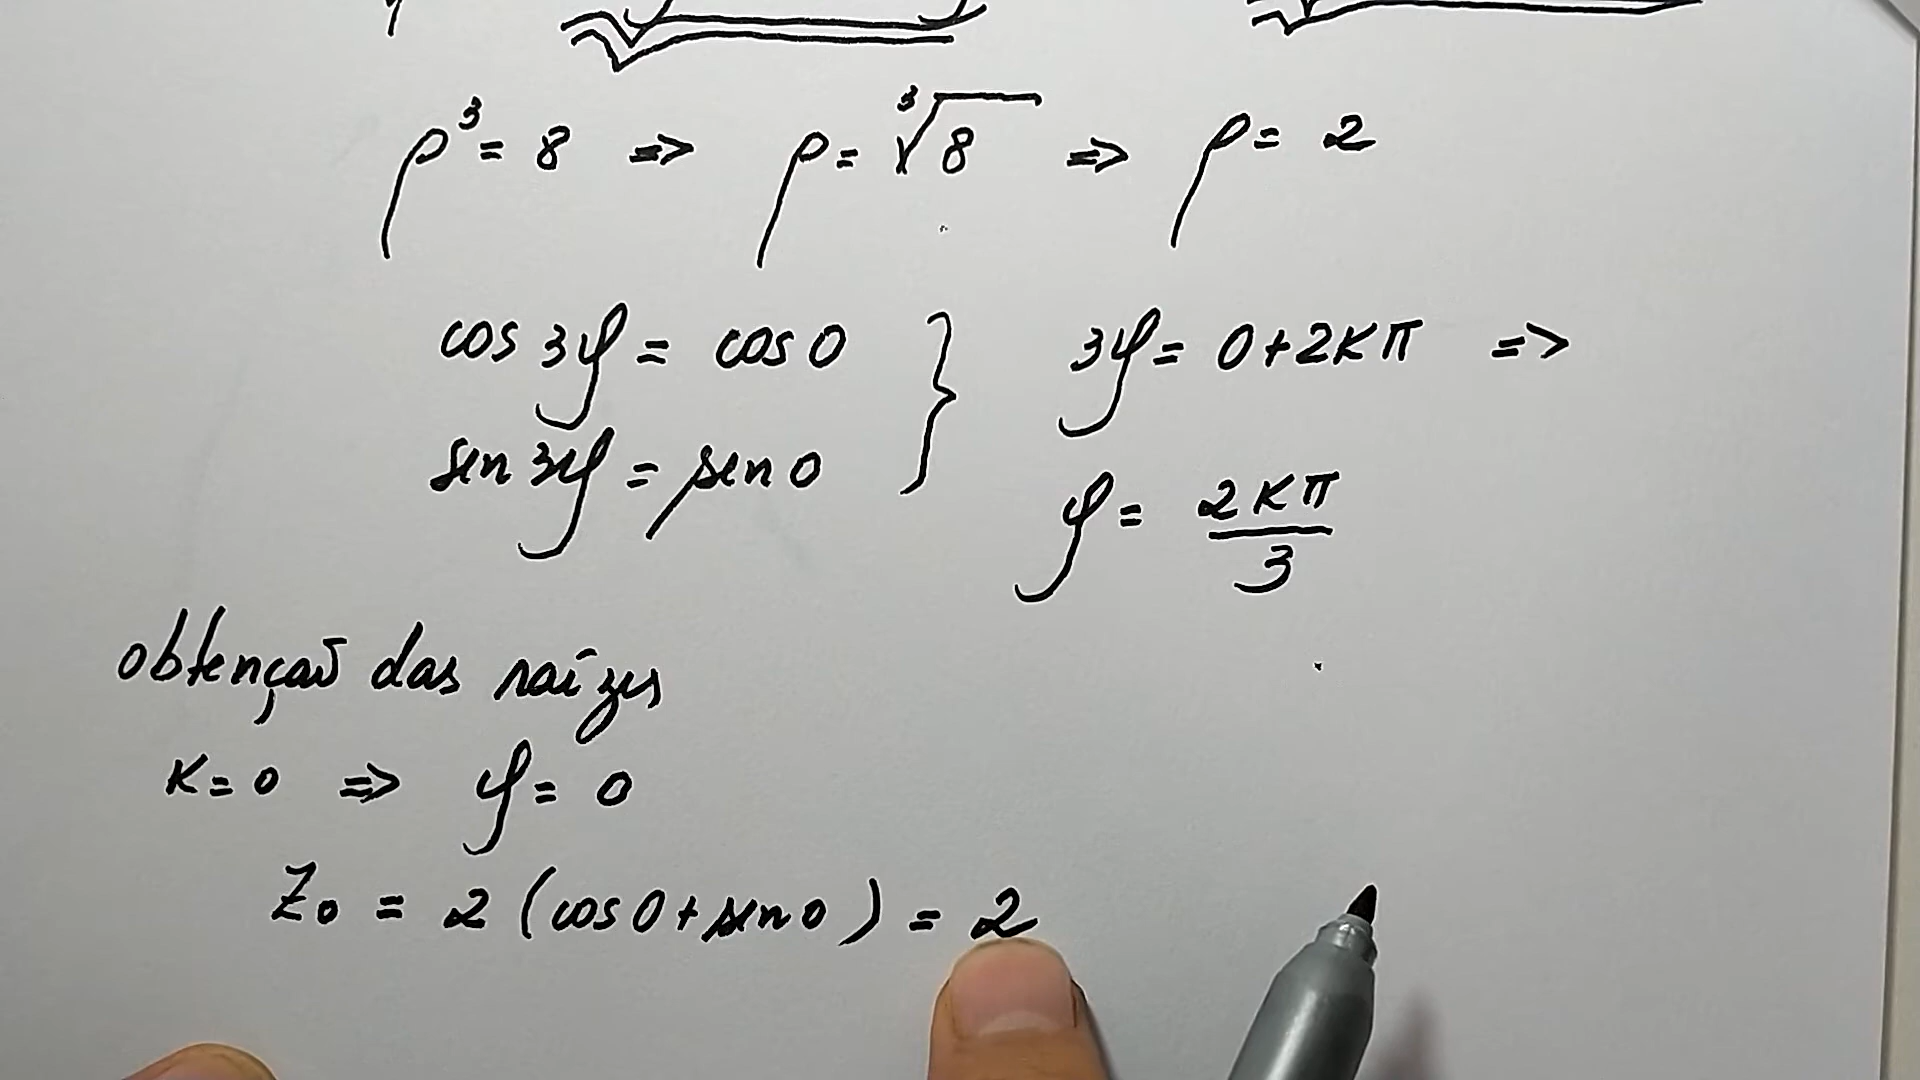 ρ³ = 8 => ρ = ∛8 => ρ = 2
cos 3φ = cos 0 } 3φ = 0 + 2Kπ =>
sen 3φ = sen 0
φ = 2Kπ/3
obtenção das raízes
K = 0 => φ = 0
Z₀ = 2 (cos 0 + sen 0) = 2